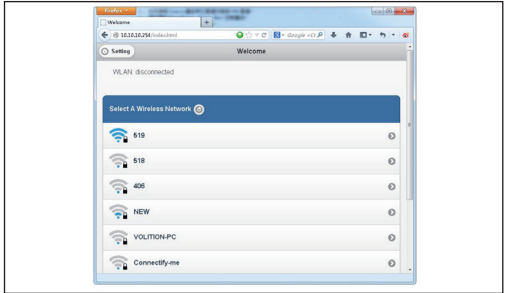 Firefox
Welcome
10.10.10.254/index.html
Google
Setting
Welcome
WLAN: disconnected
Select A Wireless Network
519
518
406
NEW
VOLITION-PC
Connectify-me